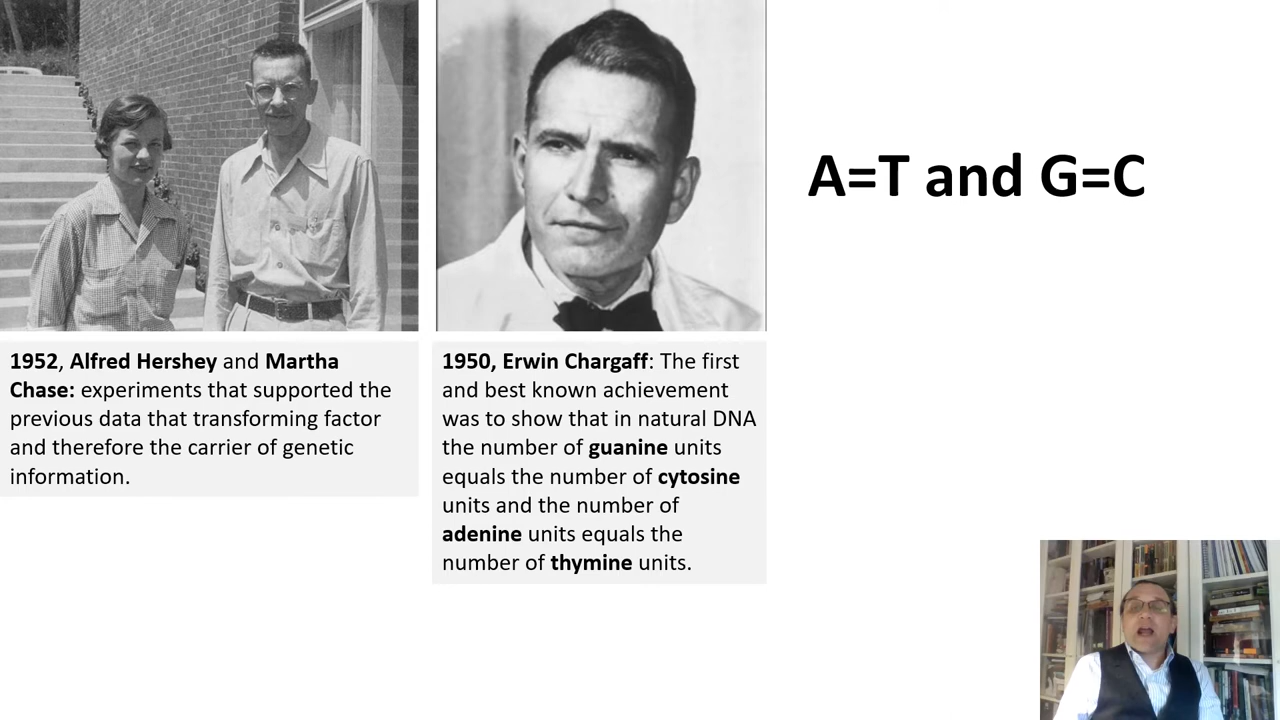 A=T and G=C
1952, Alfred Hershey and Martha
Chase: experiments that supported the
previous data that transforming factor
and therefore the carrier of genetic
information.
1950, Erwin Chargaff: The first
and best known achievement
was to show that in natural DNA
the number of guanine units
equals the number of cytosine
units and the number of
adenine units equals the
number of thymine units.